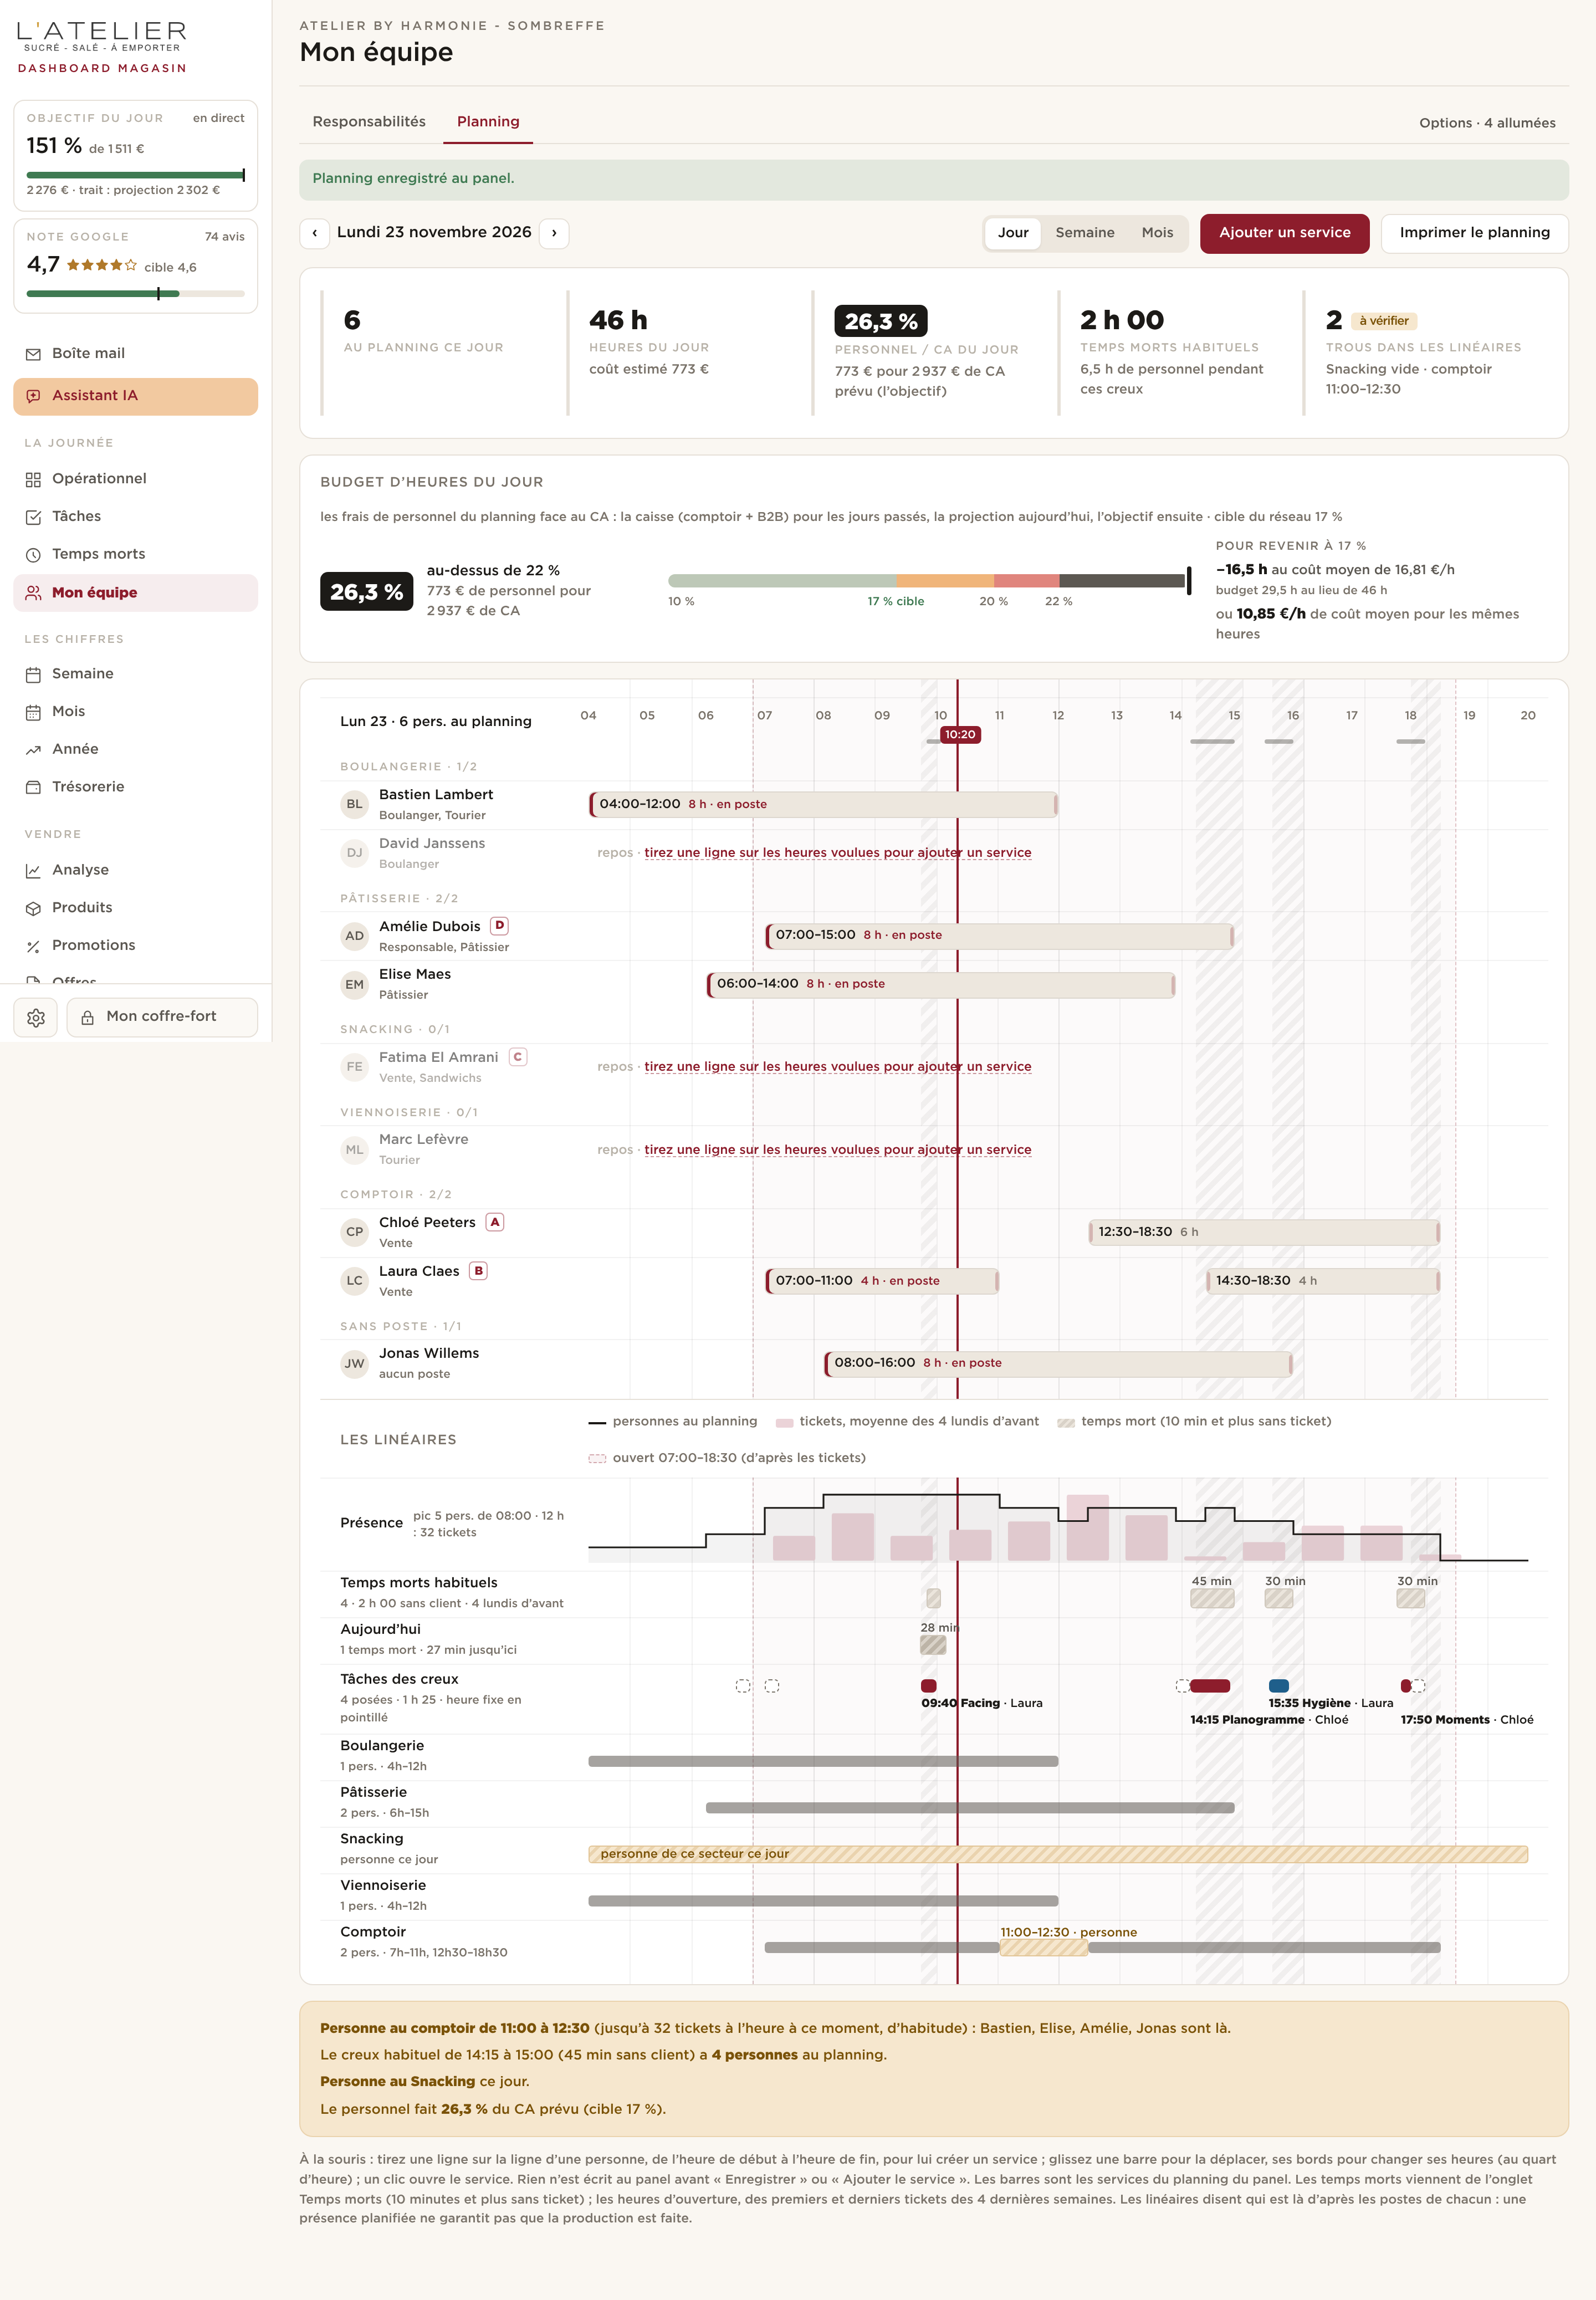 L'ATELIER
SUCRÉ - SALÉ - À EMPORTER
DASHBOARD MAGASIN
OBJECTIF DU JOUR en direct
151 % de 1 511 €
2 276 € · trait : projection 2 302 €
NOTE GOOGLE 74 avis
4,7 ★★★★☆ cible 4,6
Boîte mail
Assistant IA
LA JOURNÉE
Opérationnel
Tâches
Temps morts
Mon équipe
LES CHIFFRES
Semaine
Mois
Année
Trésorerie
VENDRE
Analyse
Produits
Promotions
Offres
Mon coffre-fort
ATELIER BY HARMONIE - SOMBREFFE
Mon équipe
Responsabilités Planning Options · 4 allumées
Planning enregistré au panel.
‹ Lundi 23 novembre 2026 › Jour Semaine Mois Ajouter un service Imprimer le planning
6
AU PLANNING CE JOUR
46 h
HEURES DU JOUR
coût estimé 773 €
26,3 %
PERSONNEL / CA DU JOUR
773 € pour 2 937 € de CA
prévu (l’objectif)
2 h 00
TEMPS MORTS HABITUELS
6,5 h de personnel pendant
ces creux
2 à vérifier
TROUS DANS LES LINÉAIRES
Snacking vide · comptoir
11:00–12:30
BUDGET D’HEURES DU JOUR
les frais de personnel du planning face au CA : la caisse (comptoir + B2B) pour les jours passés, la projection aujourd’hui, l’objectif ensuite · cible du réseau 17 %
26,3 %
au-dessus de 22 %
773 € de personnel pour
2 937 € de CA
10 % 17 % cible 20 % 22 %
POUR REVENIR À 17 %
−16,5 h au coût moyen de 16,81 €/h
budget 29,5 h au lieu de 46 h
ou 10,85 €/h de coût moyen pour les mêmes
heures
Lun 23 · 6 pers. au planning 04 05 06 07 08 09 10 11 12 13 14 15 16 17 18 19 20
10:20
BOULANGERIE · 1/2
BL Bastien Lambert
Boulanger, Tourier
04:00–12:00 8 h · en poste
DJ David Janssens
Boulanger
repos · tirez une ligne sur les heures voulues pour ajouter un service
PÂTISSERIE · 2/2
AD Amélie Dubois D
Responsable, Pâtissier
07:00–15:00 8 h · en poste
EM Elise Maes
Pâtissier
06:00–14:00 8 h · en poste
SNACKING · 0/1
FE Fatima El Amrani C
Vente, Sandwichs
repos · tirez une ligne sur les heures voulues pour ajouter un service
VIENNOISERIE · 0/1
ML Marc Lefèvre
Tourier
repos · tirez une ligne sur les heures voulues pour ajouter un service
COMPTOIR · 2/2
CP Chloé Peeters A
Vente
12:30–18:30 6 h
LC Laura Claes B
Vente
07:00–11:00 4 h · en poste 14:30–18:30 4 h
SANS POSTE · 1/1
JW Jonas Willems
aucun poste
08:00–16:00 8 h · en poste
LES LINÉAIRES
personnes au planning tickets, moyenne des 4 lundis d’avant temps mort (10 min et plus sans ticket)
ouvert 07:00–18:30 (d’après les tickets)
Présence pic 5 pers. de 08:00 · 12 h
: 32 tickets
Temps morts habituels
4 · 2 h 00 sans client · 4 lundis d’avant
45 min 30 min 30 min
Aujourd’hui
1 temps mort · 27 min jusqu’ici
28 min
Tâches des creux
4 posées · 1 h 25 · heure fixe en
pointillé
09:40 Facing · Laura 15:35 Hygiène · Laura
14:15 Planogramme · Chloé 17:50 Moments · Chloé
Boulangerie
1 pers. · 4h–12h
Pâtisserie
2 pers. · 6h–15h
Snacking
personne ce jour
personne de ce secteur ce jour
Viennoiserie
1 pers. · 4h–12h
Comptoir
2 pers. · 7h–11h, 12h30–18h30
11:00–12:30 · personne
Personne au comptoir de 11:00 à 12:30 (jusqu’à 32 tickets à l’heure à ce moment, d’habitude) : Bastien, Elise, Amélie, Jonas sont là.
Le creux habituel de 14:15 à 15:00 (45 min sans client) a 4 personnes au planning.
Personne au Snacking ce jour.
Le personnel fait 26,3 % du CA prévu (cible 17 %).
À la souris : tirez une ligne sur la ligne d’une personne, de l’heure de début à l’heure de fin, pour lui créer un service ; glissez une barre pour la déplacer, ses bords pour changer ses heures (au quart
d’heure) ; un clic ouvre le service. Rien n’est écrit au panel avant « Enregistrer » ou « Ajouter le service ». Les barres sont les services du planning du panel. Les temps morts viennent de l’onglet
Temps morts (10 minutes et plus sans ticket) ; les heures d’ouverture, des premiers et derniers tickets des 4 dernières semaines. Les linéaires disent qui est là d’après les postes de chacun : une
présence planifiée ne garantit pas que la production est faite.